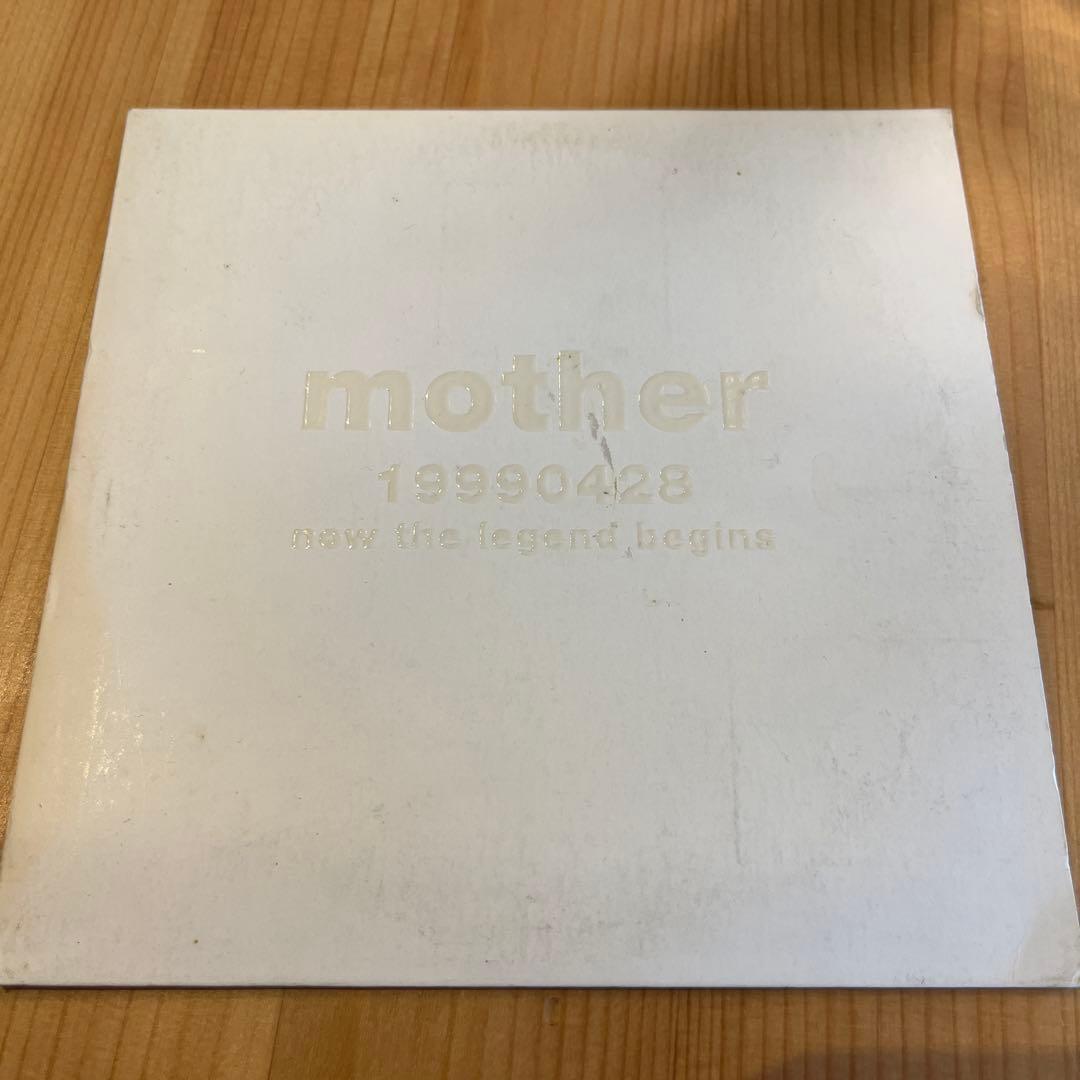 mother
19990428
now the legend begins